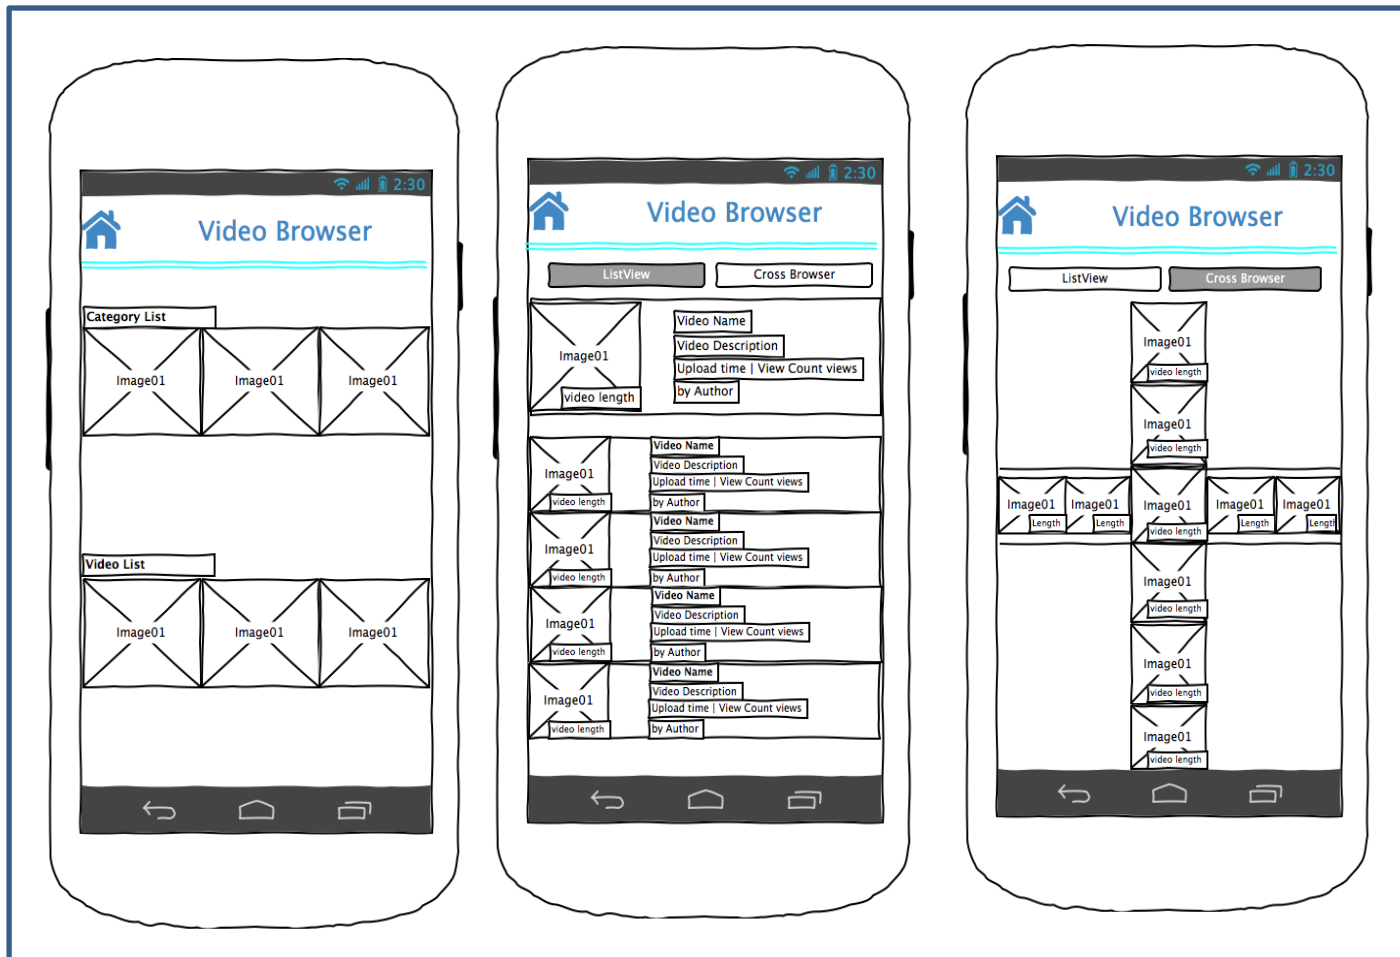 2:30
Video Browser
Category List
Image01 Image01 Image01
Video List
Image01 Image01 Image01
2:30
Video Browser
ListView Cross Browser
Image01
video length
Video Name
Video Description
Upload time | View Count views
by Author
Image01
video length
Video Name
Video Description
Upload time | View Count views
by Author
Image01
video length
Video Name
Video Description
Upload time | View Count views
by Author
Image01
video length
Video Name
Video Description
Upload time | View Count views
by Author
Image01
video length
Video Name
Video Description
Upload time | View Count views
by Author
2:30
Video Browser
ListView Cross Browser
Image01
video length
Image01
video length
Image01 Image01 Image01 Image01 Image01
Length Length video length Length Length
Image01
video length
Image01
video length
Image01
video length